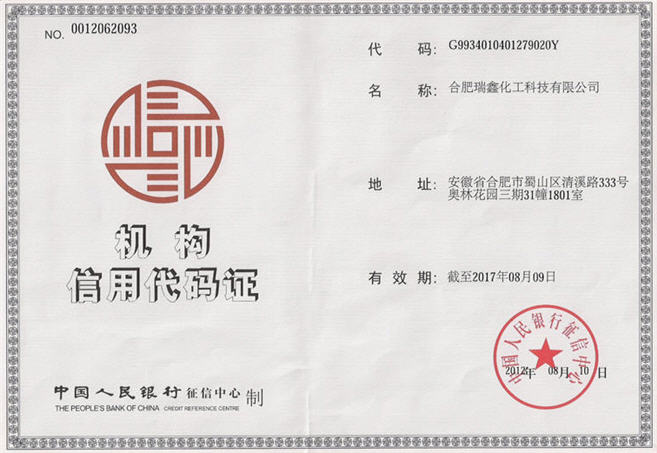 NO. 0012062093
机构
信用代码证
中国人民银行征信中心 制
THE PEOPLE'S BANK OF CHINA CREDIT REFERENCE CENTRE
代码: G9934010401279020Y
名称: 合肥瑞鑫化工科技有限公司
地址: 安徽省合肥市蜀山区清溪路333号
奥林花园三期31幢1801室
有效期: 截至2017年08月09日
中国人民银行征信中心
2012年 08月 10日